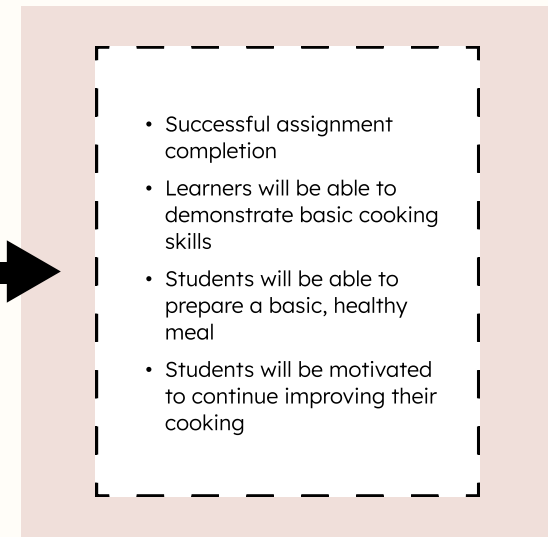 • Successful assignment
completion
• Learners will be able to
demonstrate basic cooking
skills
• Students will be able to
prepare a basic, healthy
meal
• Students will be motivated
to continue improving their
cooking